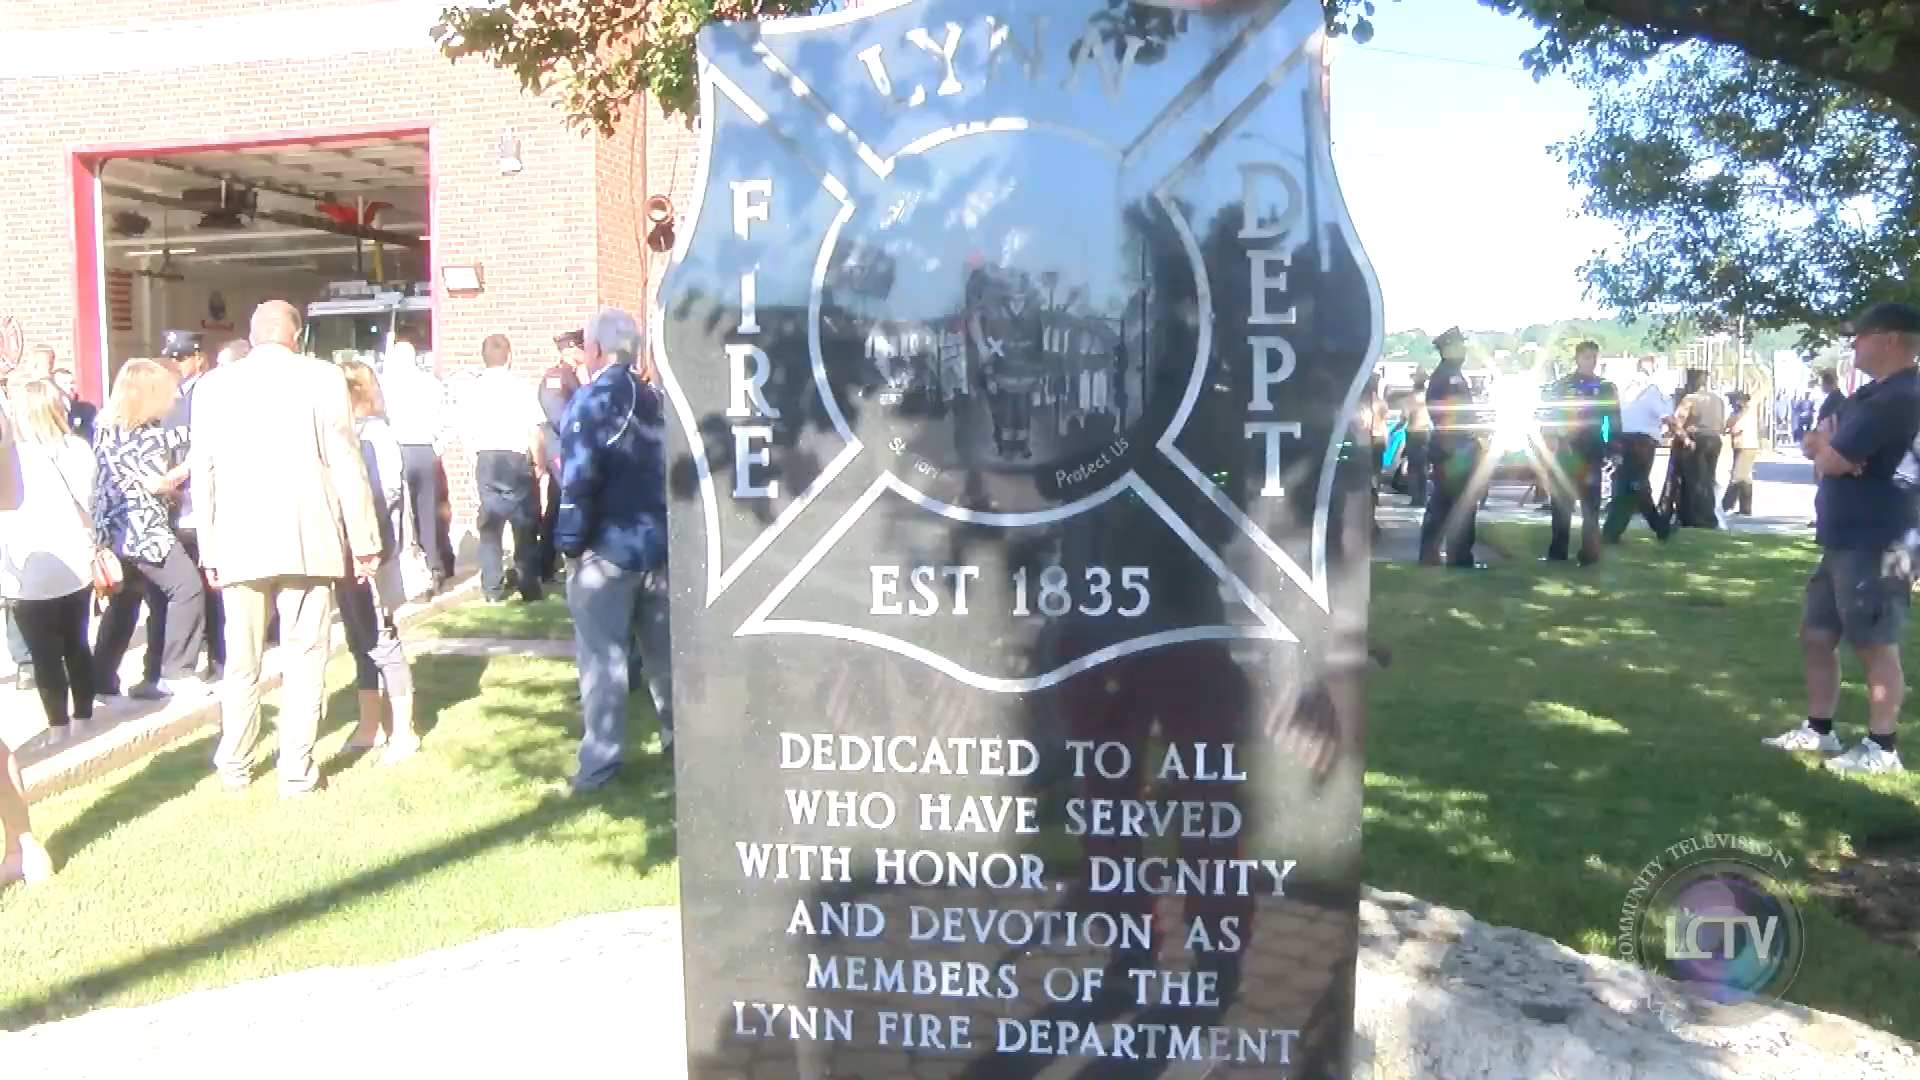 LYNN
FIRE
DEPT
Protect Us
EST 1835
DEDICATED TO ALL
WHO HAVE SERVED
WITH HONOR, DIGNITY
AND DEVOTION AS
MEMBERS OF THE
LYNN FIRE DEPARTMENT
COMMUNITY TELEVISION
LCTV